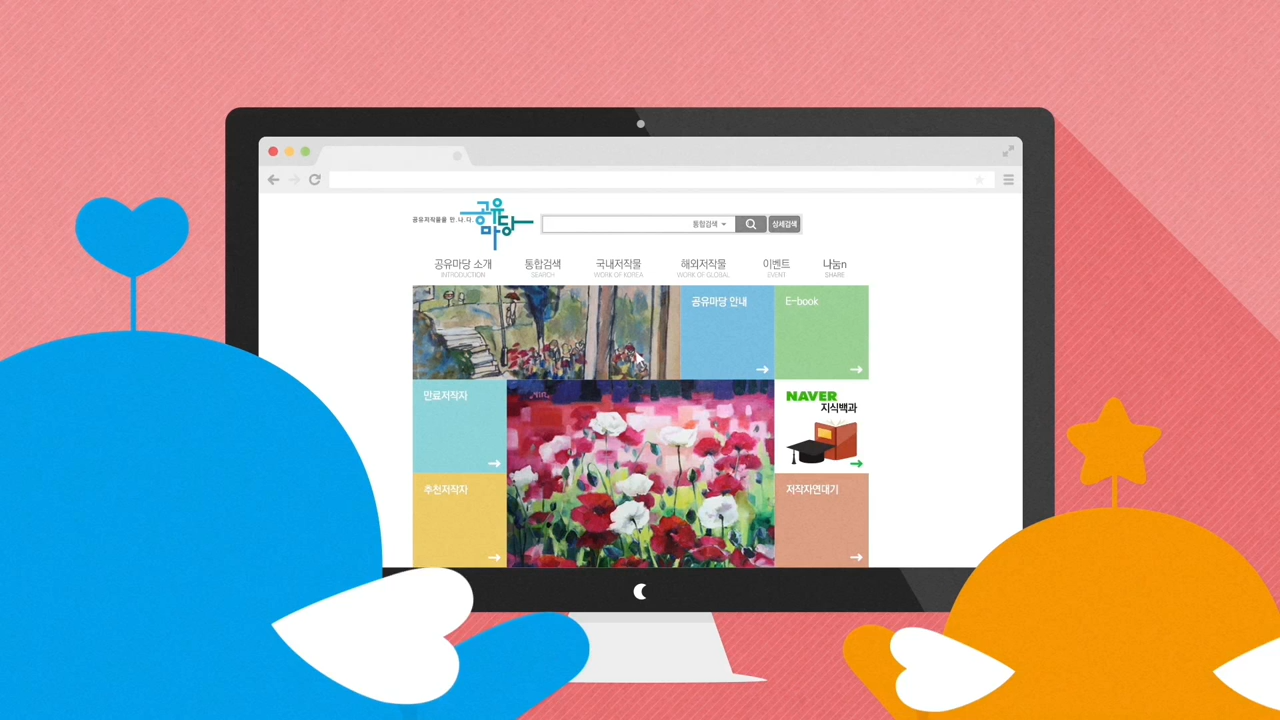 공유저작물을 만.나.다.
공유마당
통합검색
상세검색
공유마당 소개
INTRODUCTION
통합검색
SEARCH
국내저작물
WORK OF KOREA
해외저작물
WORK OF GLOBAL
이벤트
EVENT
나눔n
SHARE
공유마당 안내
E-book
만료저작자
NAVER
지식백과
추천저작자
저작자연대기